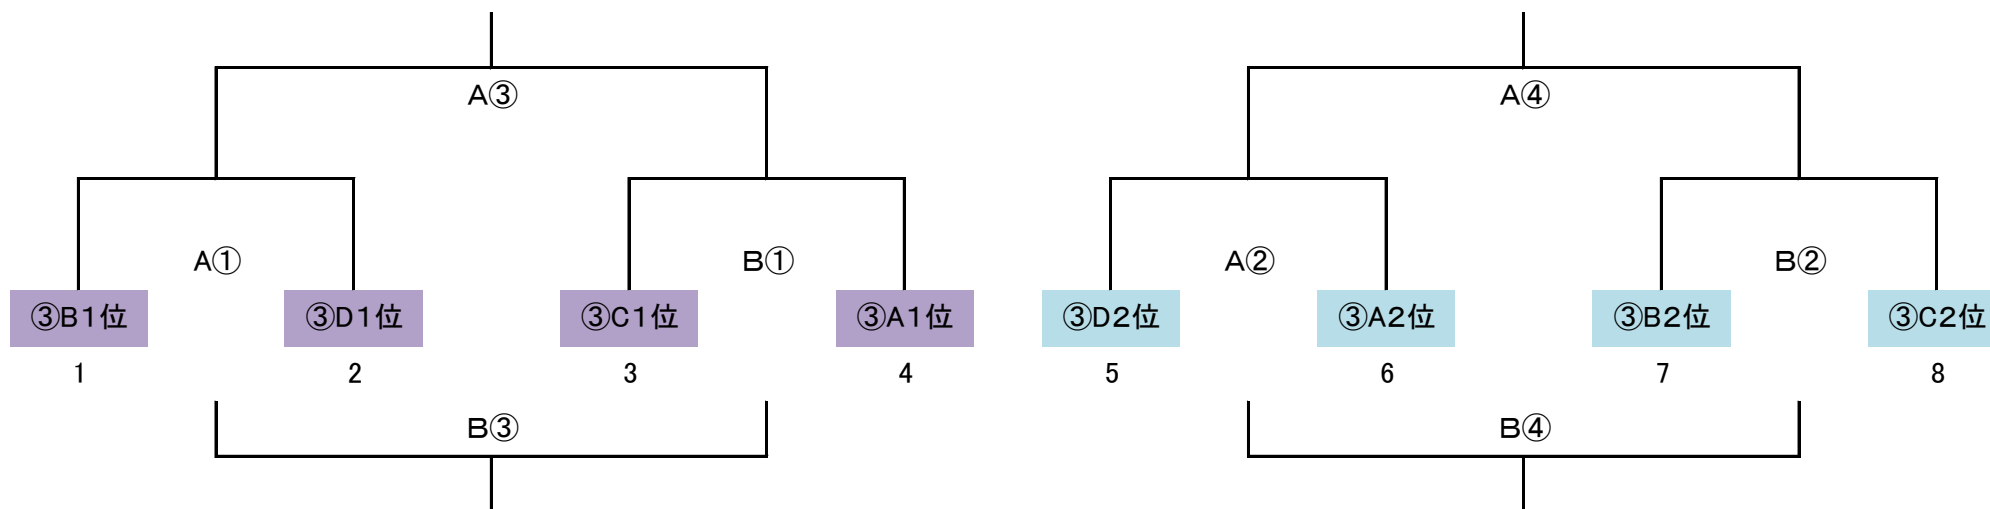 A③ A④
A① B① A② B②
③B1位 ③D1位 ③C1位 ③A1位 ③D2位 ③A2位 ③B2位 ③C2位
1 2 3 4 5 6 7 8
B③ B④